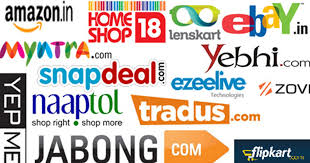 amazon.in
HOME
SHOP 18
lenskart
ebay.in
myntra.com
Yebhi.com
snapdeal.com
ezeelive
Technologies
ZOVI
YEPME
naaptol
shop right . shop more
tradus.com
JABONG
COM
flipkart.com